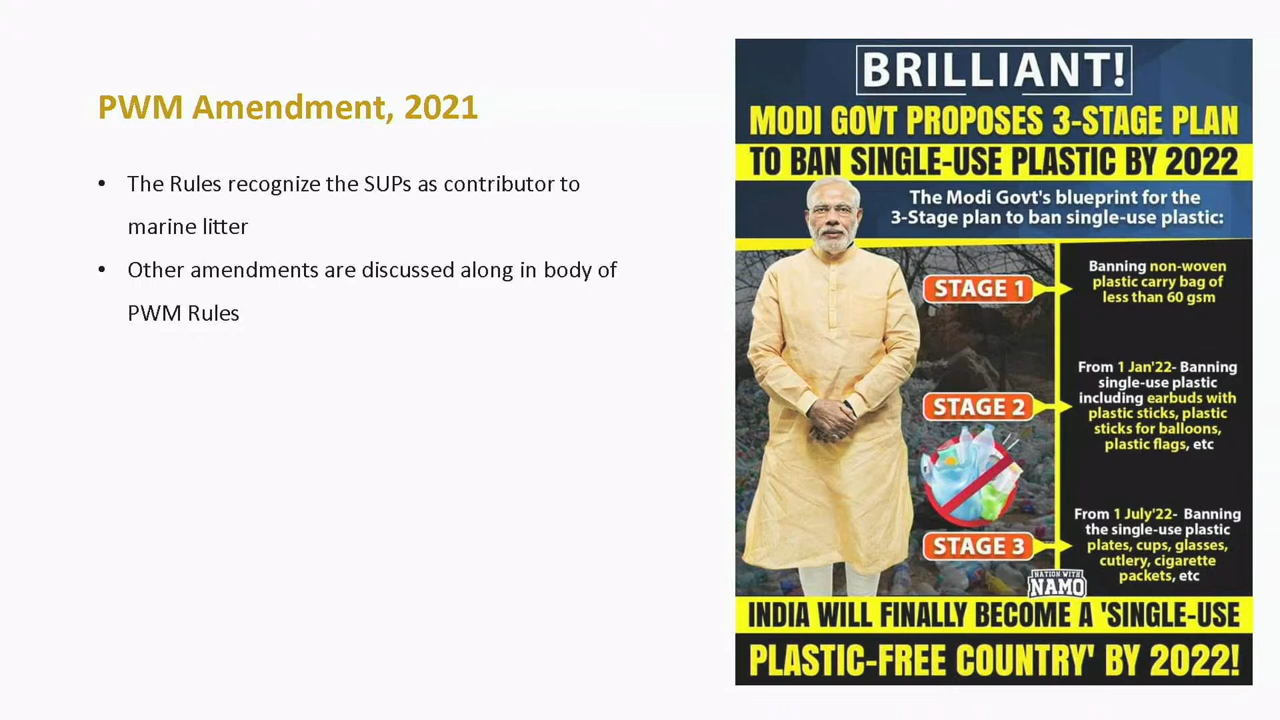 PWM Amendment, 2021
• The Rules recognize the SUPs as contributor to
marine litter
• Other amendments are discussed along in body of
PWM Rules
BRILLIANT!
MODI GOVT PROPOSES 3-STAGE PLAN
TO BAN SINGLE-USE PLASTIC BY 2022
The Modi Govt's blueprint for the
3-Stage plan to ban single-use plastic:
STAGE 1
Banning non-woven
plastic carry bag of
less than 60 gsm
STAGE 2
From 1 Jan'22- Banning
single-use plastic
including earbuds with
plastic sticks, plastic
sticks for balloons,
plastic flags, etc
STAGE 3
From 1 July'22- Banning
the single-use plastic
plates, cups, glasses,
cutlery, cigarette
packets, etc
NATION WITH
NAMO
INDIA WILL FINALLY BECOME A 'SINGLE-USE
PLASTIC-FREE COUNTRY' BY 2022!